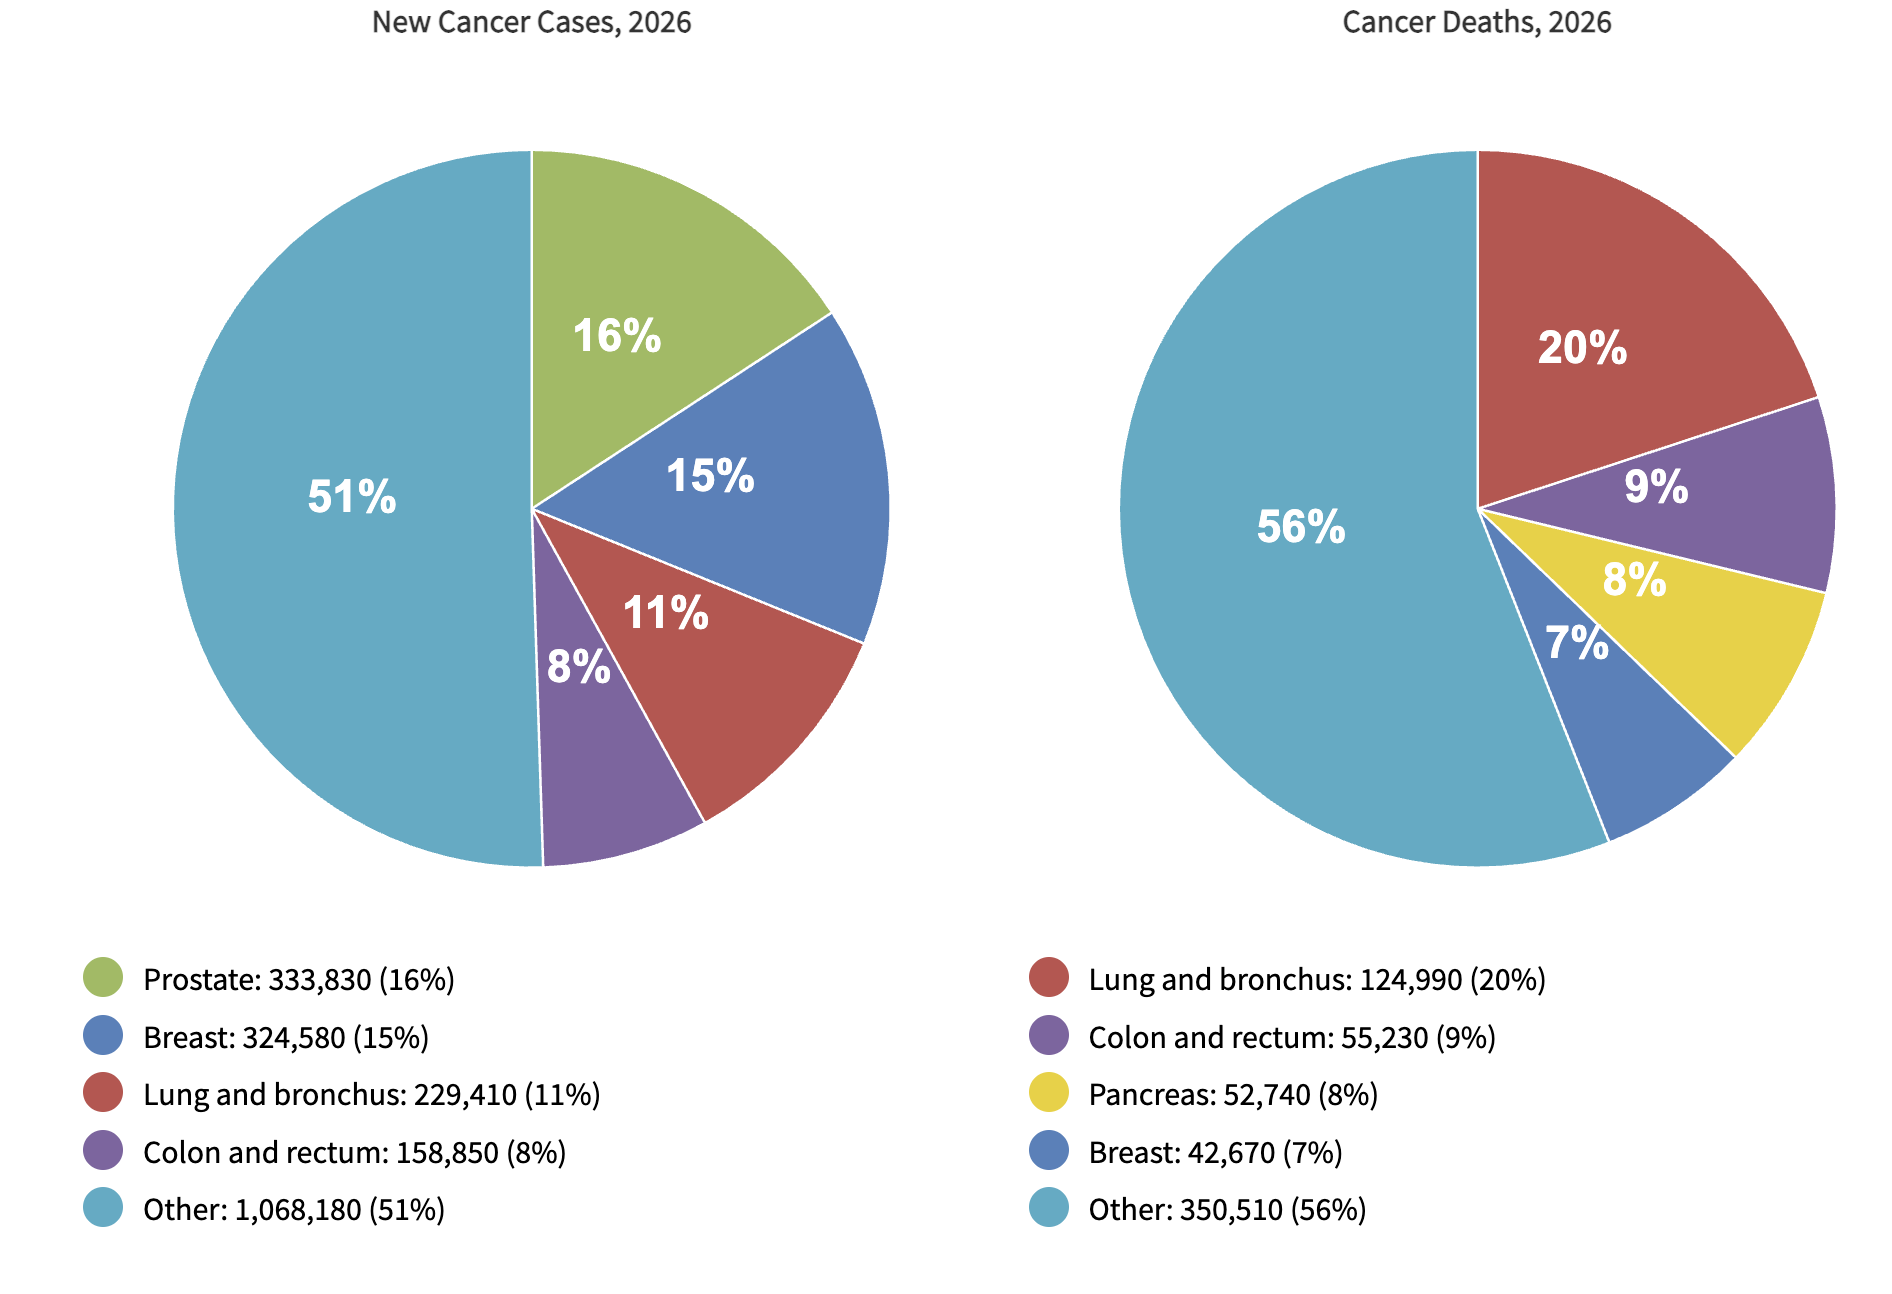 New Cancer Cases, 2026
16%
15%
11%
8%
51%
Prostate: 333,830 (16%)
Breast: 324,580 (15%)
Lung and bronchus: 229,410 (11%)
Colon and rectum: 158,850 (8%)
Other: 1,068,180 (51%)
Cancer Deaths, 2026
20%
9%
8%
7%
56%
Lung and bronchus: 124,990 (20%)
Colon and rectum: 55,230 (9%)
Pancreas: 52,740 (8%)
Breast: 42,670 (7%)
Other: 350,510 (56%)